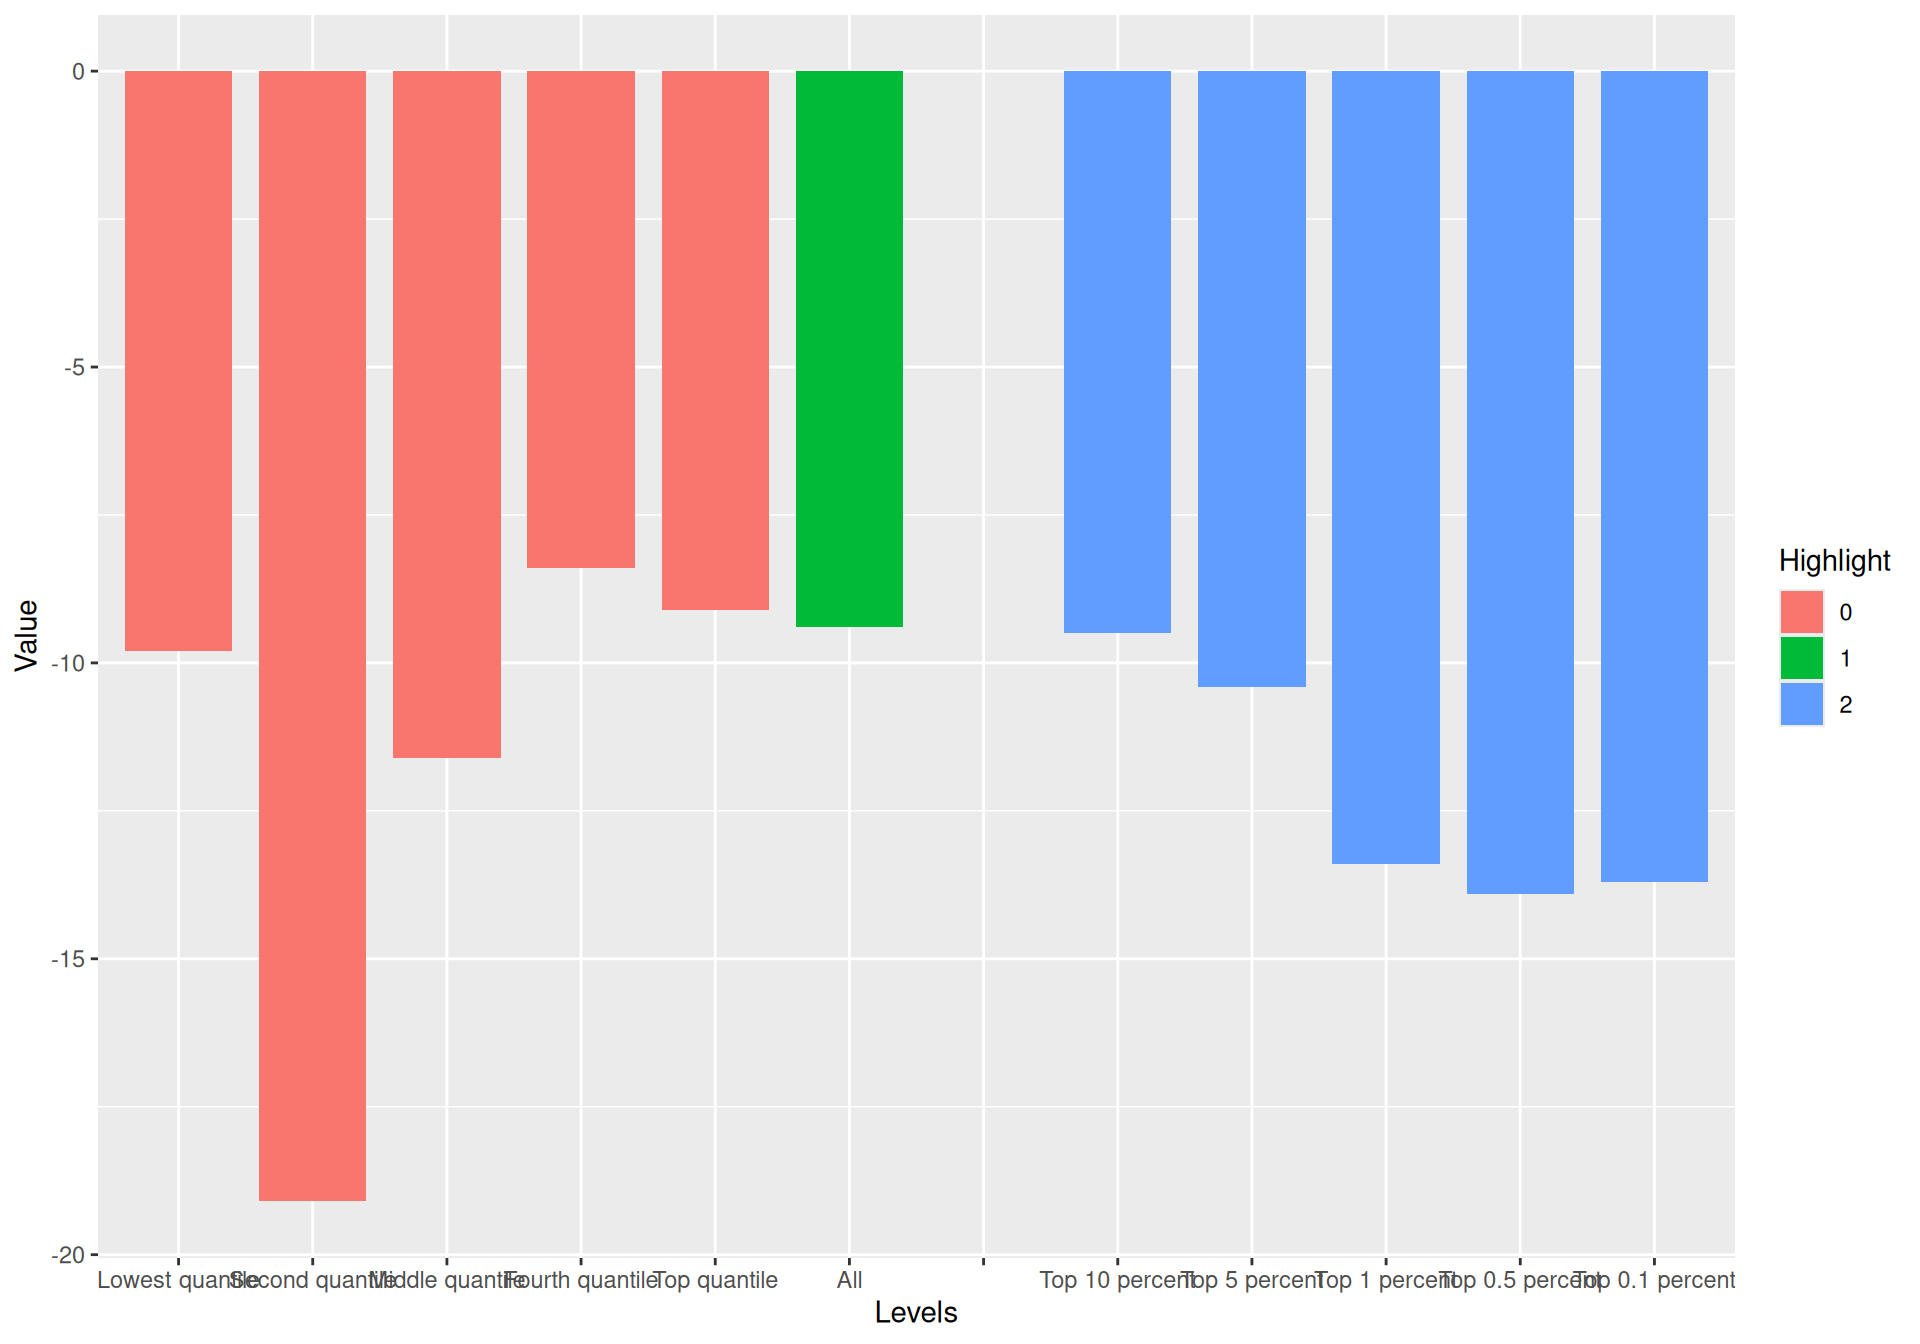 0
-5
-10
-15
-20
Value
Lowest quantile
Second quantile
Middle quantile
Fourth quantile
Top quantile
All
Top 10 percent
Top 5 percent
Top 1 percent
Top 0.5 percent
Top 0.1 percent
Levels
Highlight
0
1
2